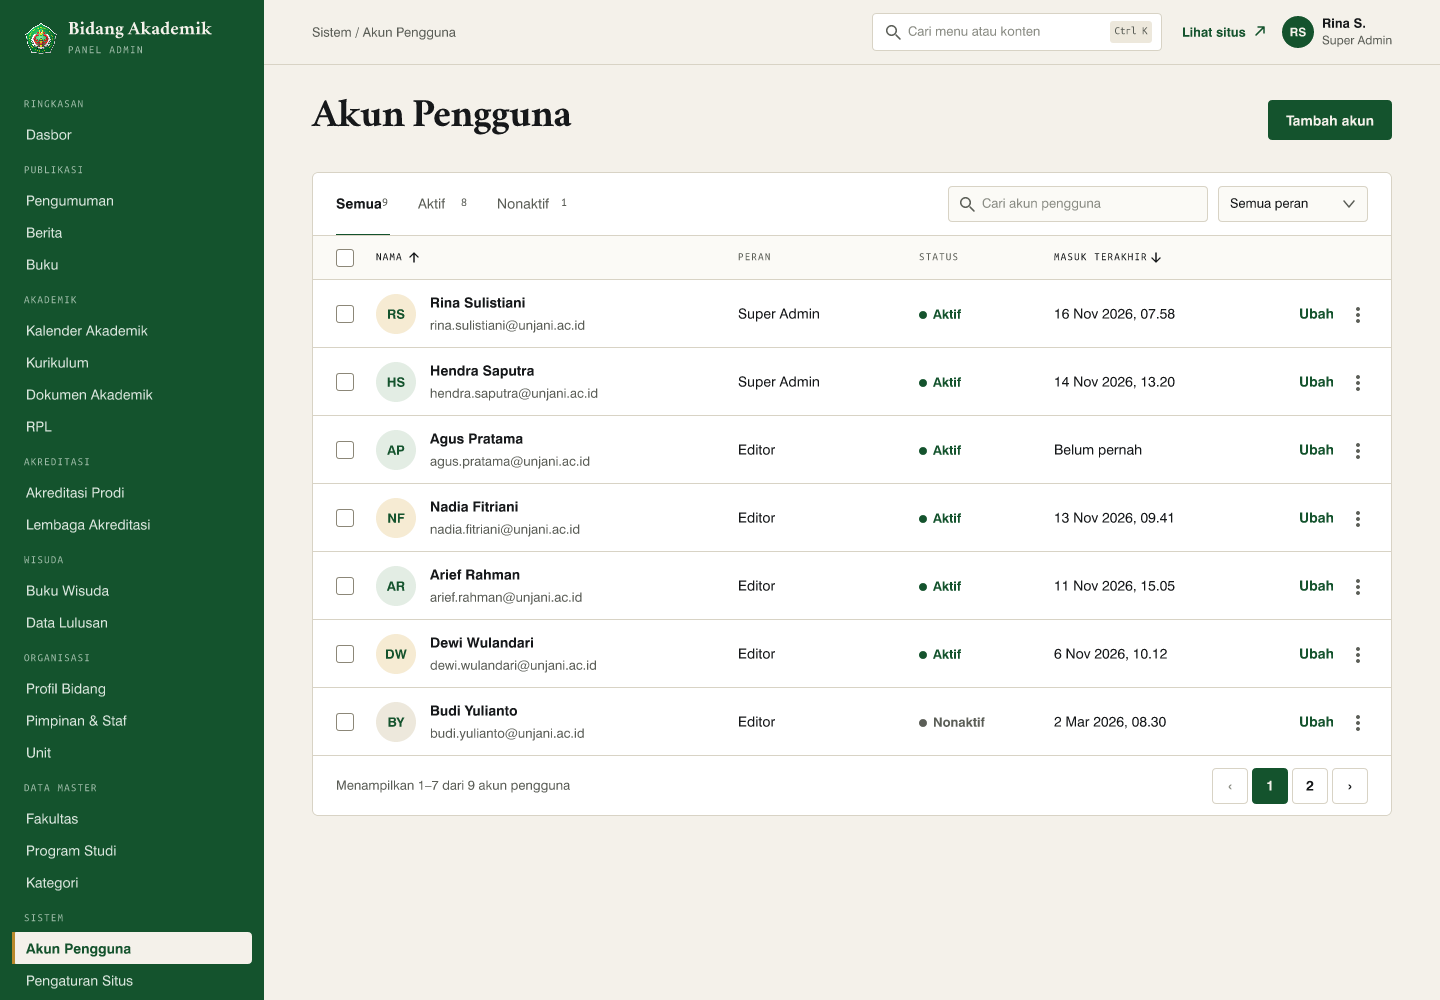 Bidang Akademik
PANEL ADMIN
RINGKASAN
Dasbor
PUBLIKASI
Pengumuman
Berita
Buku
AKADEMIK
Kalender Akademik
Kurikulum
Dokumen Akademik
RPL
AKREDITASI
Akreditasi Prodi
Lembaga Akreditasi
WISUDA
Buku Wisuda
Data Lulusan
ORGANISASI
Profil Bidang
Pimpinan & Staf
Unit
DATA MASTER
Fakultas
Program Studi
Kategori
SISTEM
Akun Pengguna
Pengaturan Situs
Sistem / Akun Pengguna
Cari menu atau konten Ctrl K
Lihat situs
RS
Rina S.
Super Admin
Akun Pengguna
Tambah akun
Semua 9 Aktif 8 Nonaktif 1
Cari akun pengguna
Semua peran
NAMA PERAN STATUS MASUK TERAKHIR
RS Rina Sulistiani Super Admin Aktif 16 Nov 2026, 07.58 Ubah
rina.sulistiani@unjani.ac.id
HS Hendra Saputra Super Admin Aktif 14 Nov 2026, 13.20 Ubah
hendra.saputra@unjani.ac.id
AP Agus Pratama Editor Aktif Belum pernah Ubah
agus.pratama@unjani.ac.id
NF Nadia Fitriani Editor Aktif 13 Nov 2026, 09.41 Ubah
nadia.fitriani@unjani.ac.id
AR Arief Rahman Editor Aktif 11 Nov 2026, 15.05 Ubah
arief.rahman@unjani.ac.id
DW Dewi Wulandari Editor Aktif 6 Nov 2026, 10.12 Ubah
dewi.wulandari@unjani.ac.id
BY Budi Yulianto Editor Nonaktif 2 Mar 2026, 08.30 Ubah
budi.yulianto@unjani.ac.id
Menampilkan 1–7 dari 9 akun pengguna
‹ 1 2 ›